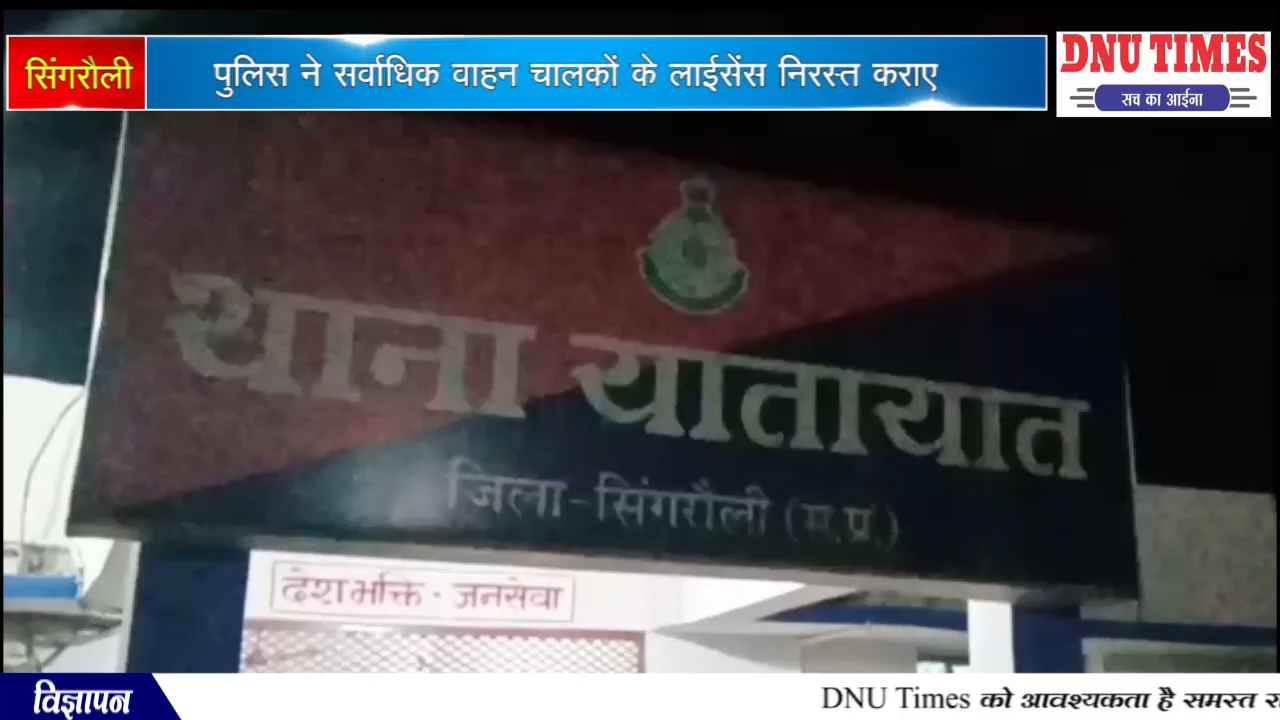 सिंगरौली
पुलिस ने सर्वाधिक वाहन चालकों के लाईसेंस निरस्त कराए
DNU TIMES
सच का आईना
थाना यातायात
जिला-सिंगरौली (म.प्र.)
देशभक्ति - जनसेवा
विज्ञापन
DNU Times को आवश्यकता है समस्त